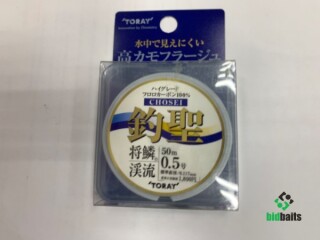 TORAY
水中で見えにくい
高カモフラージュ
ハイグレード
フロロカーボン100%
CHOSEI
釣聖
将鱗
渓流
50m
0.5号
TORAY
bidbaits